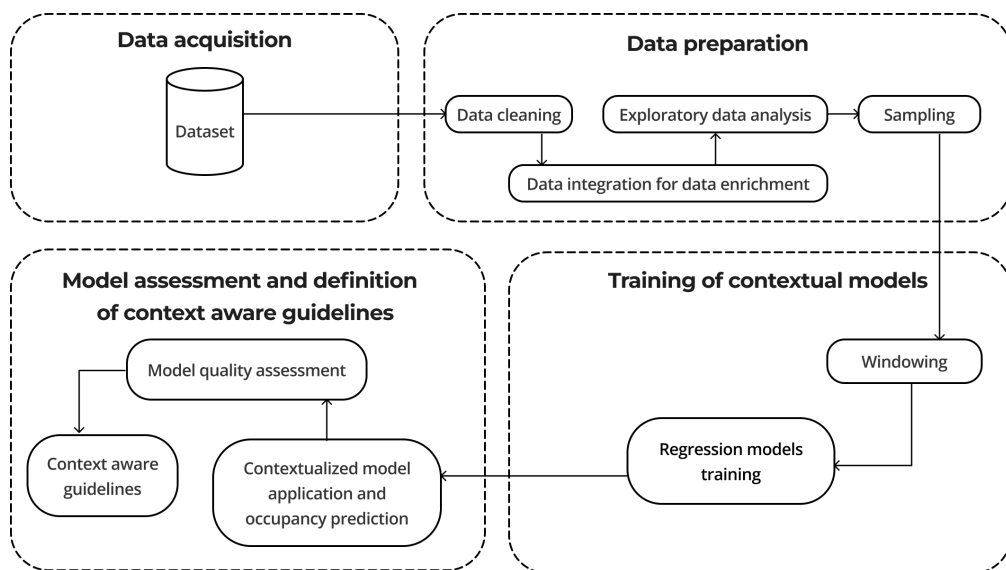 Data acquisition
Dataset
Data preparation
Data cleaning
Data integration for data enrichment
Exploratory data analysis
Sampling
Training of contextual models
Windowing
Regression models
training
Model assessment and definition
of context aware guidelines
Contextualized model
application and
occupancy prediction
Model quality assessment
Context aware
guidelines